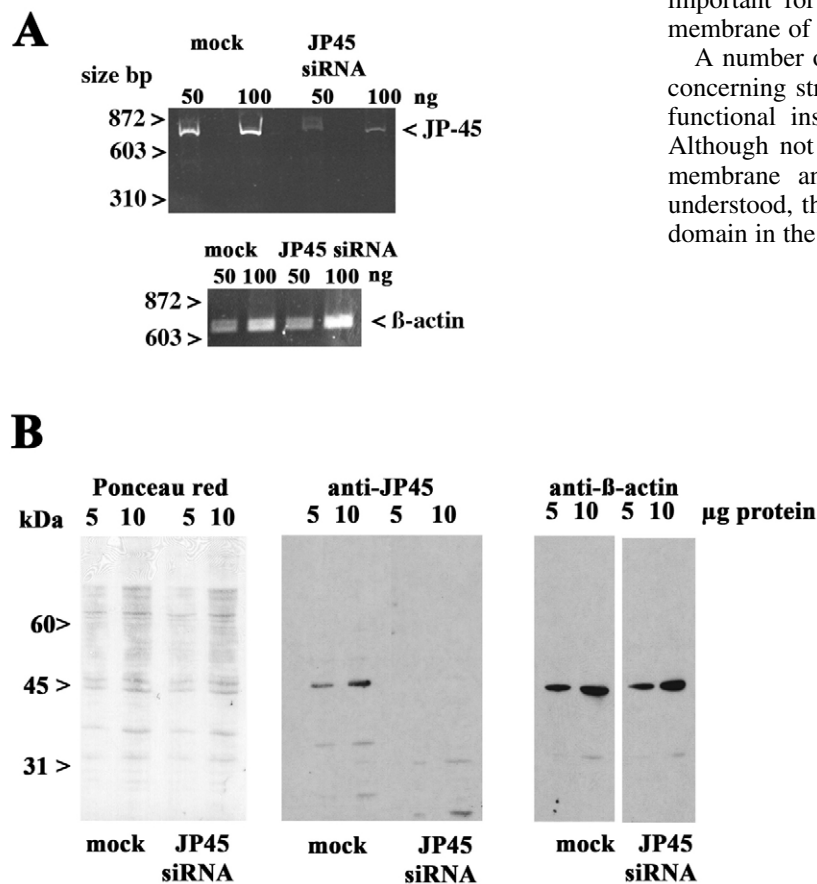 A
mock JP45
siRNA
size bp
50 100 50 100 ng
872 >
< JP-45
603 >
310 >
mock JP45 siRNA
50 100 50 100 ng
872 >
< ß-actin
603 >
B
Ponceau red anti-JP45 anti-ß-actin
kDa 5 10 5 10 5 10 5 10 5 10 5 10 µg protein
60>
45 >
31 >
mock JP45 mock JP45 mock JP45
siRNA siRNA siRNA
important for
membrane of
A number o
concerning str
functional ins
Although not
membrane an
understood, th
domain in the